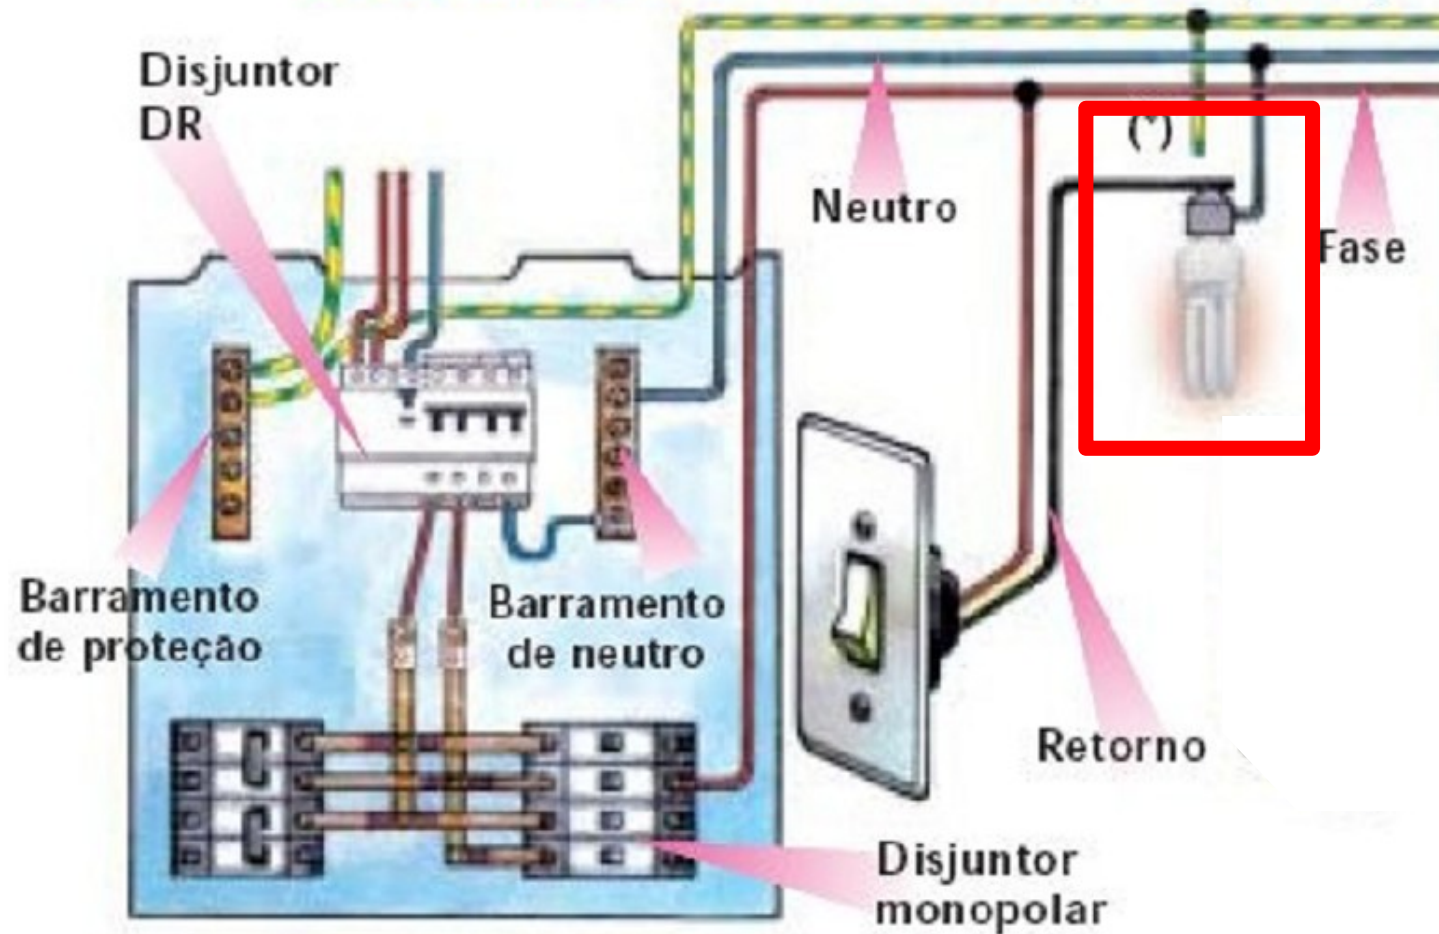 Disjuntor
DR
(*)
Neutro
Fase
Barramento
de proteção
Barramento
de neutro
Retorno
Disjuntor
monopolar